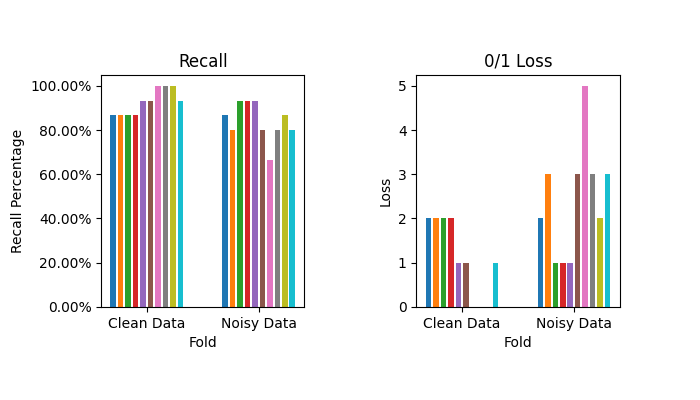 Recall
100.00%
80.00%
60.00%
40.00%
20.00%
0.00%
Recall Percentage
Clean Data
Noisy Data
Fold
0/1 Loss
5
4
3
2
1
0
Loss
Clean Data
Noisy Data
Fold